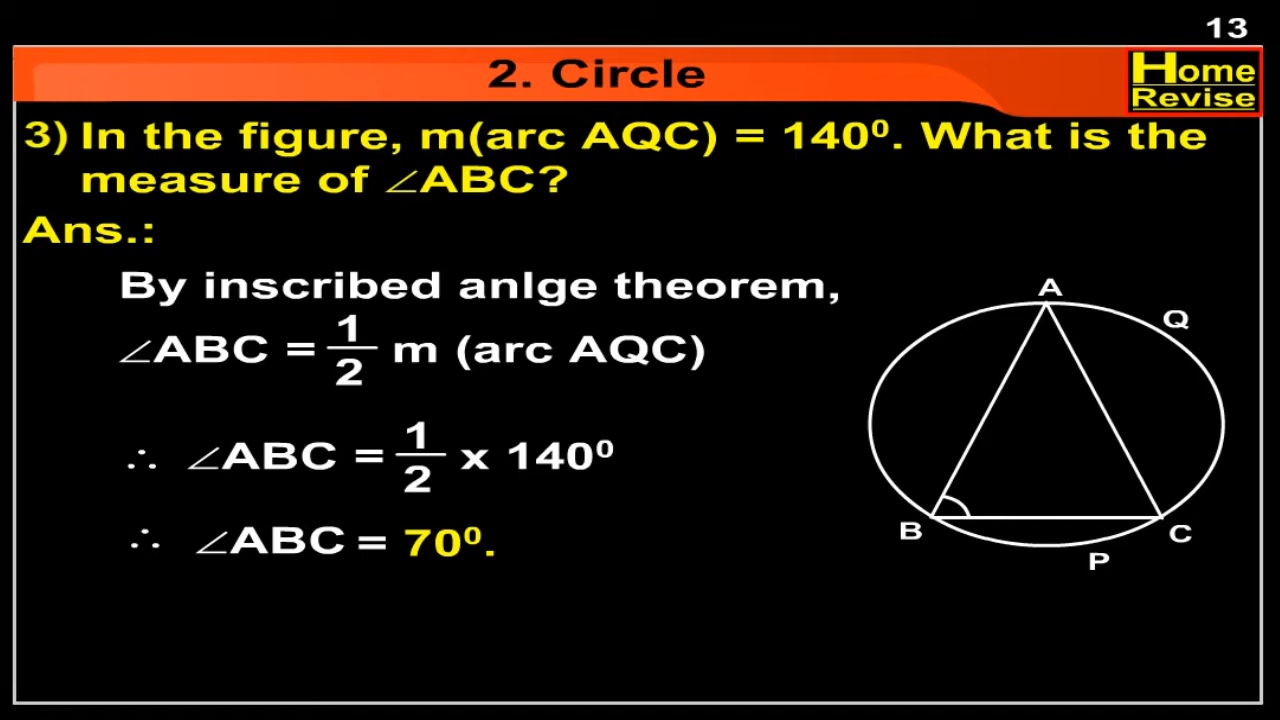 13
2. Circle
Home
Revise
3) In the figure, m(arc AQC) = 140⁰. What is the
measure of ∠ABC?
Ans.:
By inscribed anlge theorem,
∠ABC = 1/2 m (arc AQC)
∴ ∠ABC = 1/2 x 140⁰
∴ ∠ABC = 70⁰.
A
Q
B
C
P